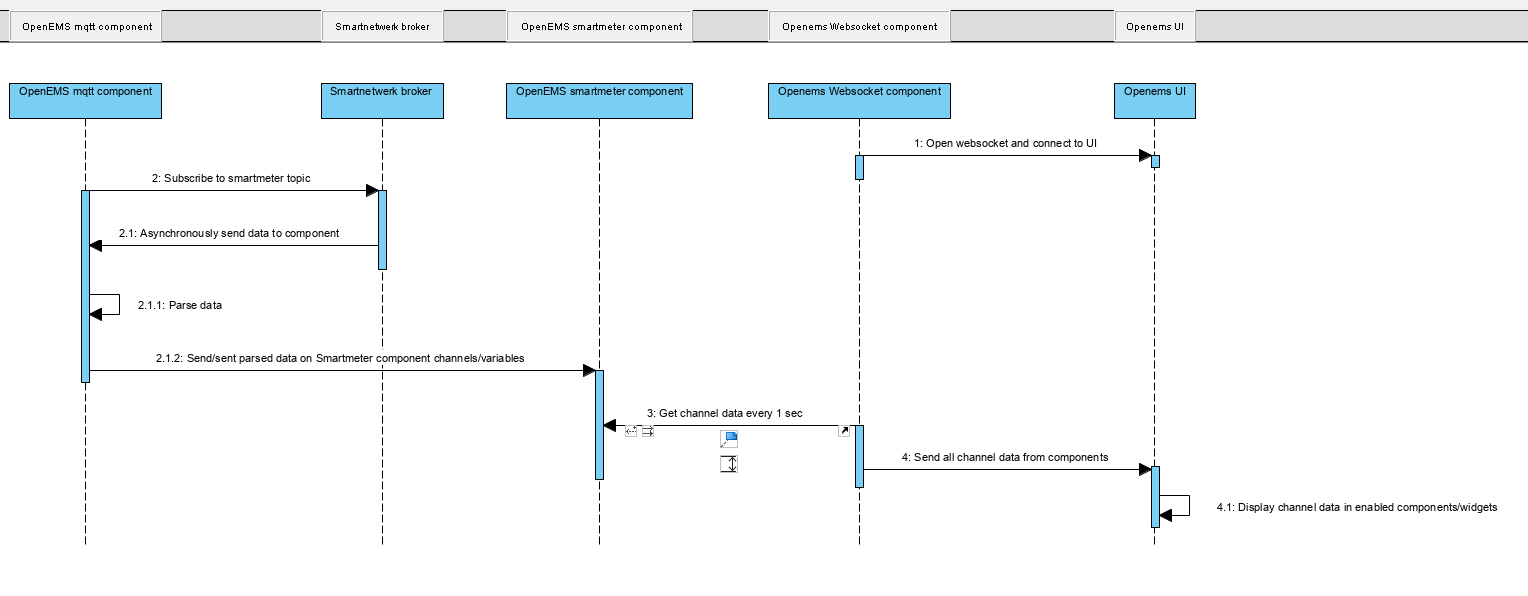 OpenEMS mqtt component
Smartnetwerk broker
OpenEMS smartmeter component
Openems Websocket component
Openems UI
OpenEMS mqtt component
Smartnetwerk broker
OpenEMS smartmeter component
Openems Websocket component
Openems UI
1: Open websocket and connect to UI
2: Subscribe to smartmeter topic
2.1: Asynchronously send data to component
2.1.1: Parse data
2.1.2: Send/sent parsed data on Smartmeter component channels/variables
3: Get channel data every 1 sec
4: Send all channel data from components
4.1: Display channel data in enabled components/widgets